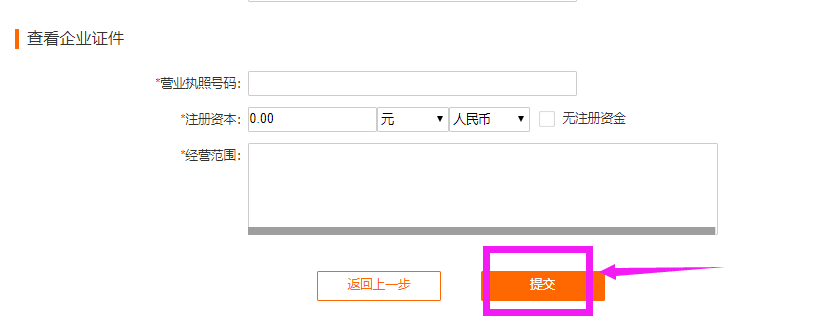 查看企业证件
*营业执照号码:
*注册资本: 0.00 元 人民币 无注册资金
*经营范围:
返回上一步 提交